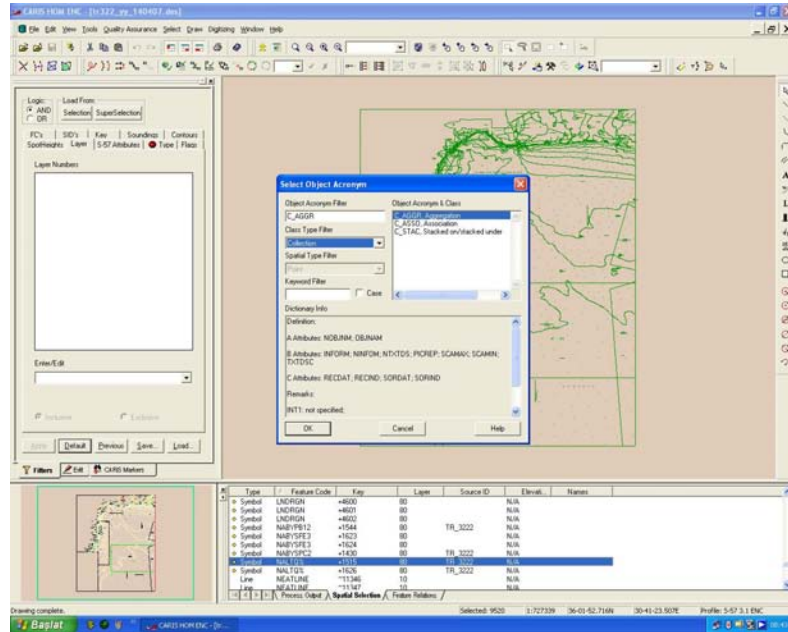 CARIS HOM ENC - [tr322_yy_140407.des]
File Edit View Tools Quality Assurance Select Draw Digitizing Window Help
Logic:
AND
OR
Load From:
Selection SuperSelection
FC's SID's Key Soundings Contours
SpotHeights Layer S-57 Attributes Type Flags
Layer Numbers
Enter/Edit
Inclusive Exclusive
Apply Default Previous Save... Load...
Filters Edit CARIS Markers
Select Object Acronym
Object Acronym Filter
C_AGGR
Class Type Filter
Collection
Spatial Type Filter
Point
Keyword Filter
Case
Object Acronym & Class
C_AGGR, Aggregation
C_ASSO, Association
C_STAC, Stacked on/stacked under
Dictionary Info
Definition:
A Attributes: NOBJNM; OBJNAM
B Attributes: INFORM; NINFOM; NTXTDS; PICREP; SCAMAX; SCAMIN;
TXTDSC
C Attributes: RECDAT; RECIND; SORDAT; SORIND
Remarks:
INT1: not specified;
OK Cancel Help
Type Feature Code Key Layer Source ID Elevati... Names
Symbol LNDRGN +4600 80 N/A
Symbol LNDRGN +4601 80 N/A
Symbol LNDRGN +4602 80 N/A
Symbol NABYPB12 +1544 80 TR_3222 N/A
Symbol NABYSFE3 +1623 80 N/A
Symbol NABYSFE3 +1624 80 N/A
Symbol NABYSPC2 +1430 80 TR_3222 N/A
Symbol +1515 80 TR_3222 N/A
Symbol +1626 80 TR_3222 N/A
Line NEATLINE ~11346 10 N/A
Line NEATLINE ~11347 10 N/A
Process Output Spatial Selection Feature Relations
Drawing complete. Selected: 9520 1:727339 36-01-52.716N 30-41-23.507E Profile: S-57 3.1 ENC
Başlat CARIS HOM ENC - [tr...